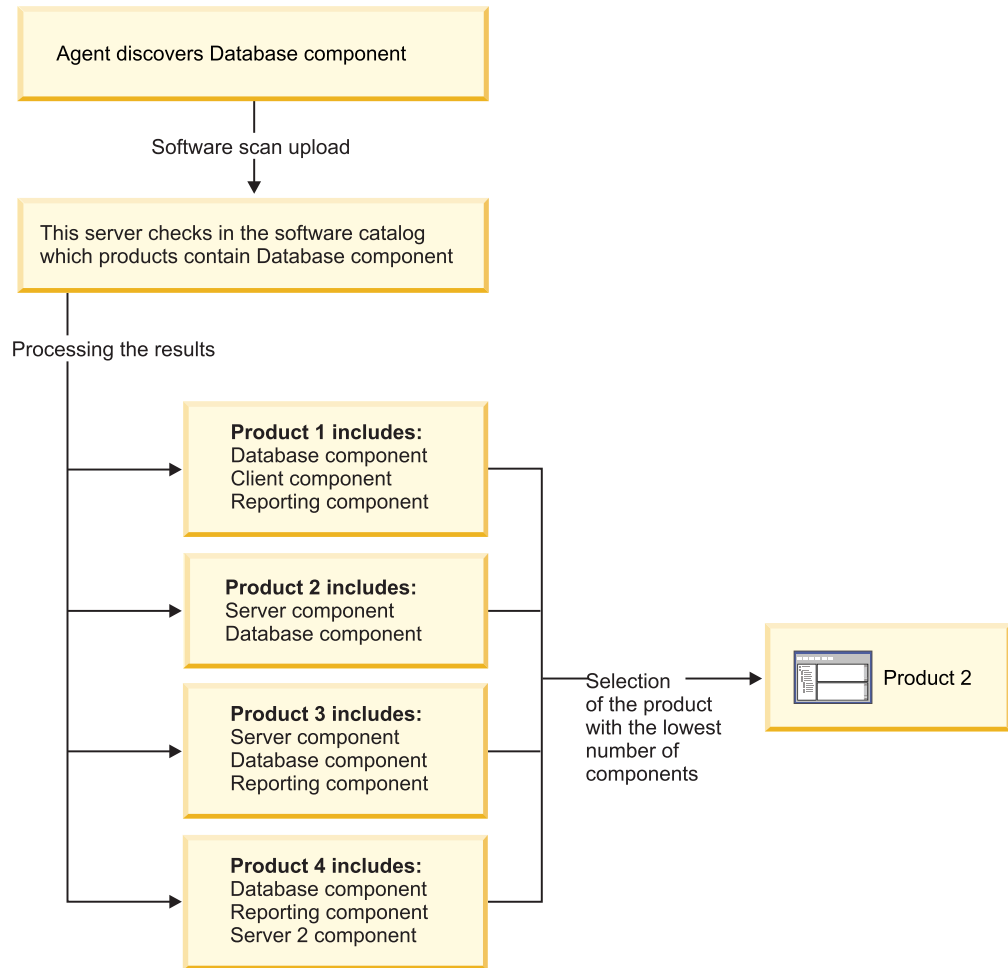 Agent discovers Database component
Software scan upload
This server checks in the software catalog
which products contain Database component
Processing the results
Product 1 includes:
Database component
Client component
Reporting component
Product 2 includes:
Server component
Database component
Product 3 includes:
Server component
Database component
Reporting component
Product 4 includes:
Database component
Reporting component
Server 2 component
Selection
of the product
with the lowest
number of
components
Product 2